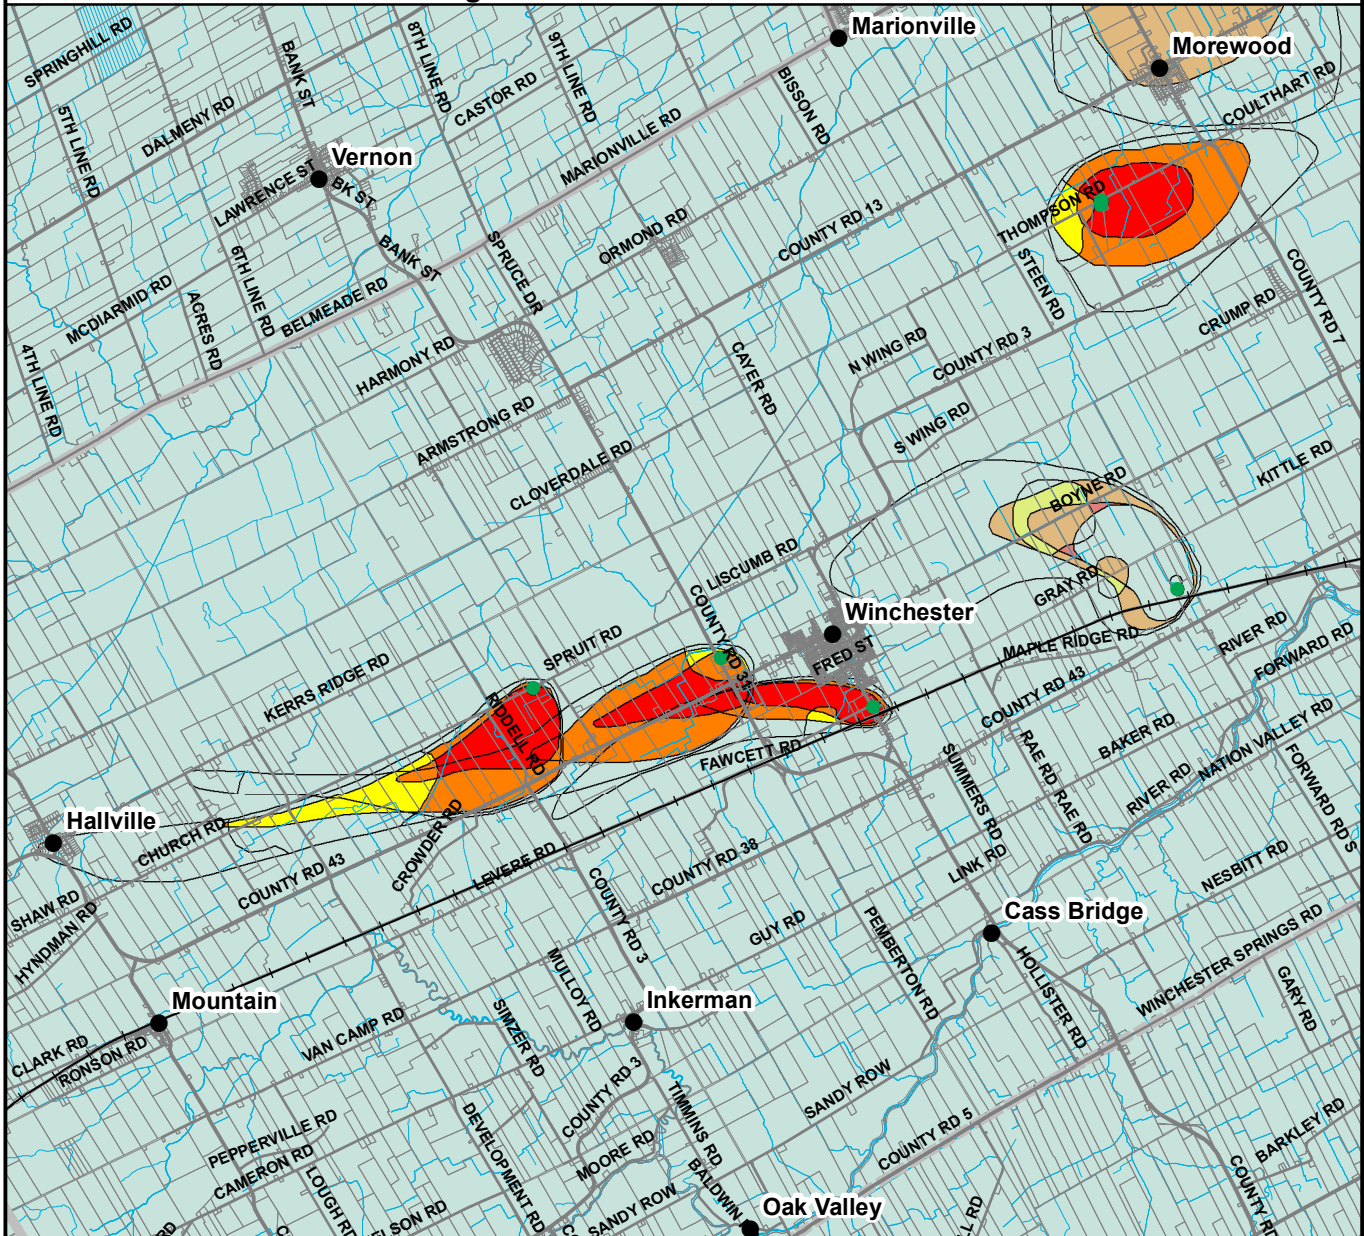 Marionville
Morewood
SPRINGHILL RD
BANK ST
8TH LINE RD
9TH LINE RD
CASTOR RD
BISSON RD
COULTHART RD
5TH LINE RD
DALMENY RD
MARIONVILLE RD
Vernon
LAWRENCE ST
BK ST
THOMPSON RD
6TH LINE RD
BANK ST
SPRUCE DR
ORMOND RD
COUNTY RD 13
STEEN RD
COUNTY RD 7
MCDIARMID RD
ACRES RD
BELMEADE RD
CRUMP RD
4TH LINE RD
HARMONY RD
CAYER RD
N WING RD
COUNTY RD 3
ARMSTRONG RD
S WING RD
CLOVERDALE RD
BOYNE RD
KITTLE RD
C LISCUMB RD
COUNTY RD 31
GRAY RD
Winchester
FRED ST
MAPLE RIDGE RD
RIVER RD
FORWARD RD
SPRUIT RD
KERRS RIDGE RD
RIDDELL RD
COUNTY RD 43
FAWCETT RD
SUMMERS RD
RAE RD
RAE RD
BAKER RD
NATION VALLEY RD
RIVER RD
FORWARD RD S
Hallville
CHURCH RD
CROWDER RD
COUNTY RD 43
LEVERE RD
COUNTY RD 38
LINK RD
NESBITT RD
SHAW RD
HYNDMAN RD
COUNTY RD 3
GUY RD
PEMBERTON RD
Cass Bridge
HOLLISTER RD
WINCHESTER SPRINGS RD
GARY RD
MULLOY RD
Mountain
Inkerman
SIMZER RD
VAN CAMP RD
CLARK RD
RONSON RD
COUNTY RD 3
TIMMINS RD
SANDY ROW
PEPPERVILLE RD
CAMERON RD
LOUGH RD
DEVELOPMENT RD
MOORE RD
BALDWIN
COUNTY RD 5
BARKLEY RD
COUNTY RD
SANDY ROW
Oak Valley
ELSON RD
RD
LL RD